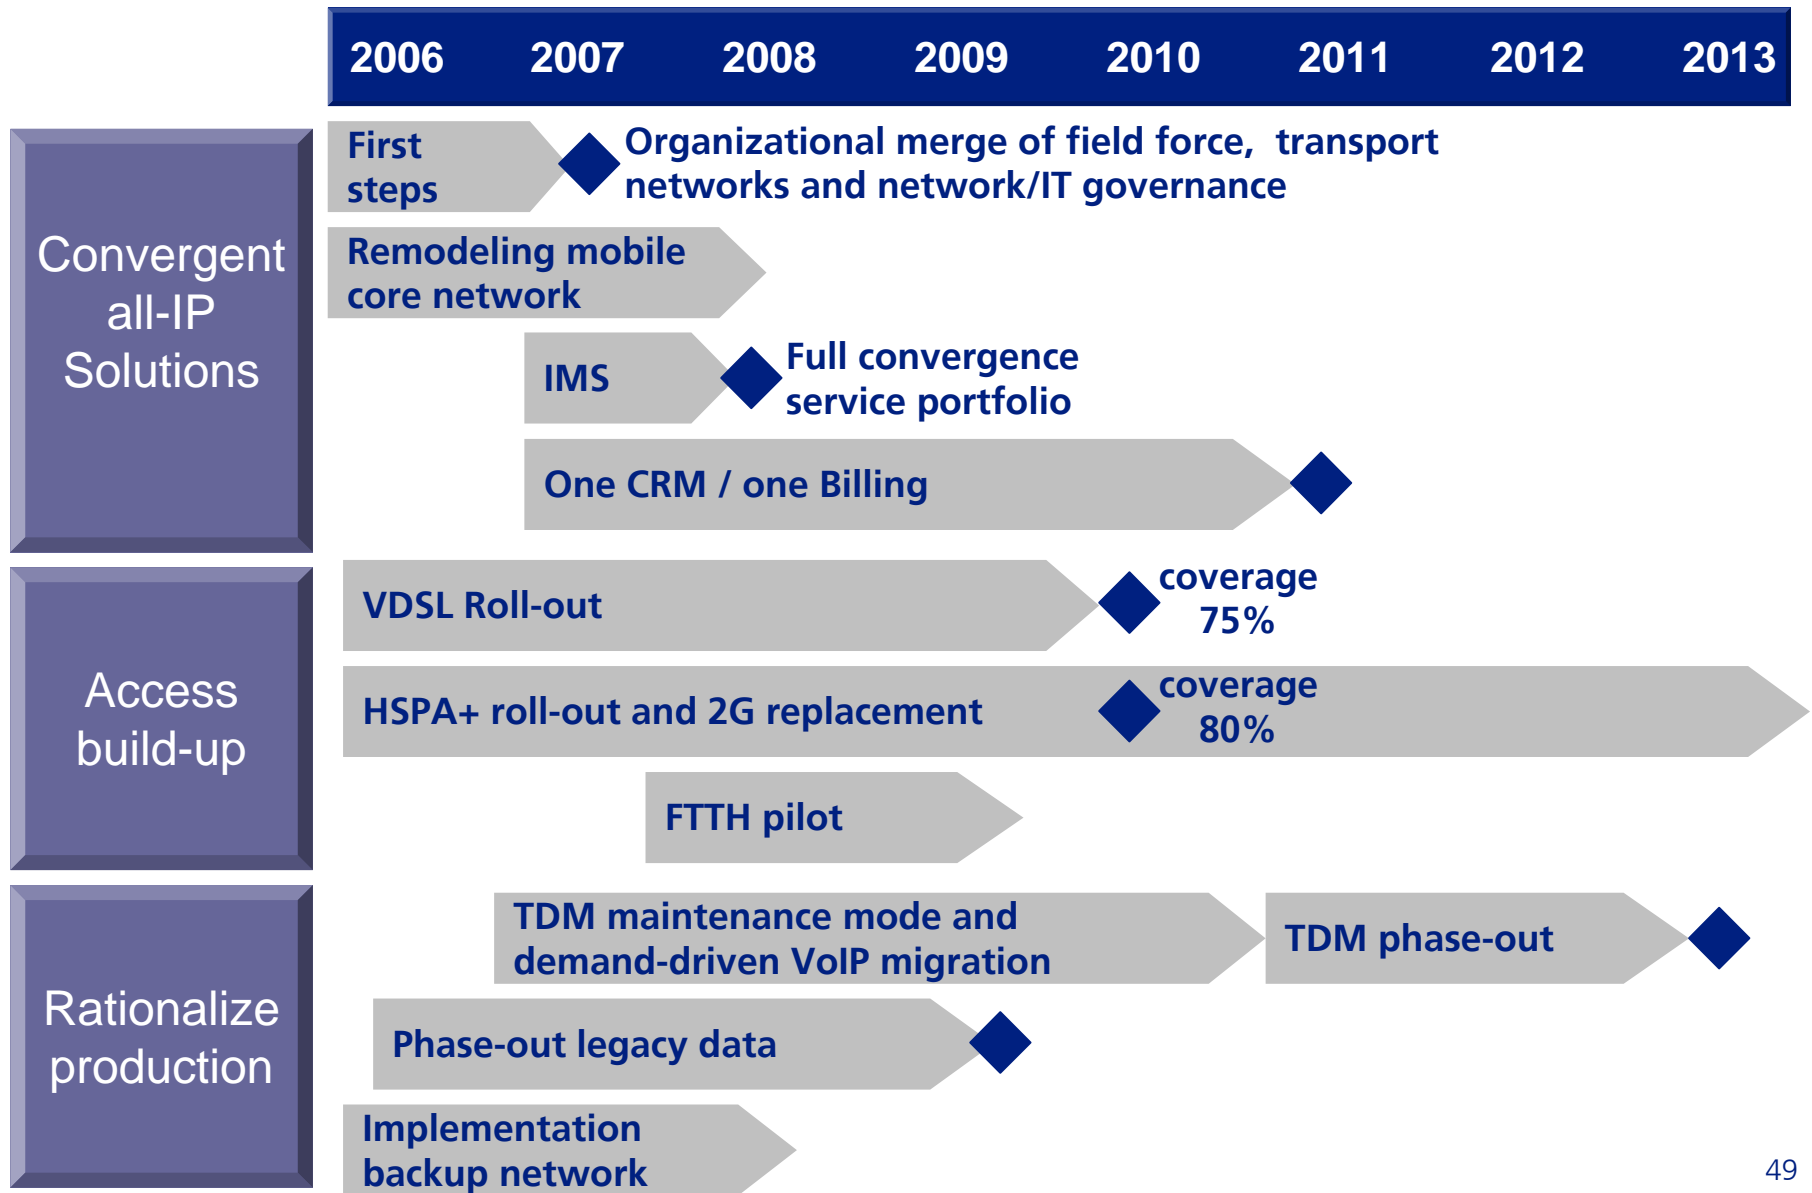 2006 2007 2008 2009 2010 2011 2012 2013
Convergent
all-IP
Solutions
First
steps
Organizational merge of field force, transport
networks and network/IT governance
Remodeling mobile
core network
IMS
Full convergence
service portfolio
One CRM / one Billing
Access
build-up
VDSL Roll-out
coverage
75%
HSPA+ roll-out and 2G replacement
coverage
80%
FTTH pilot
Rationalize
production
TDM maintenance mode and
demand-driven VoIP migration
TDM phase-out
Phase-out legacy data
Implementation
backup network
49